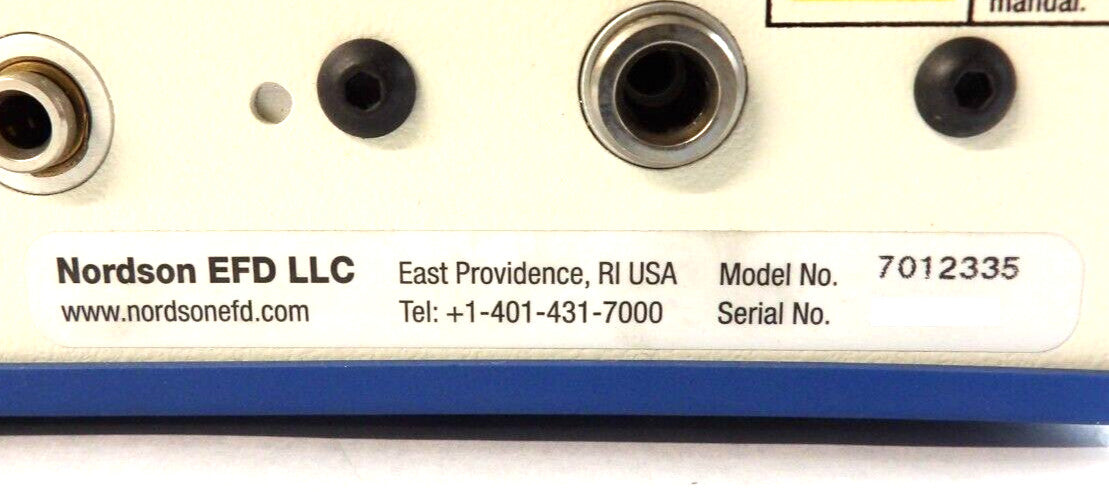 manual.
Nordson EFD LLC
www.nordsonefd.com
East Providence, RI USA
Tel: +1-401-431-7000
Model No. 7012335
Serial No.